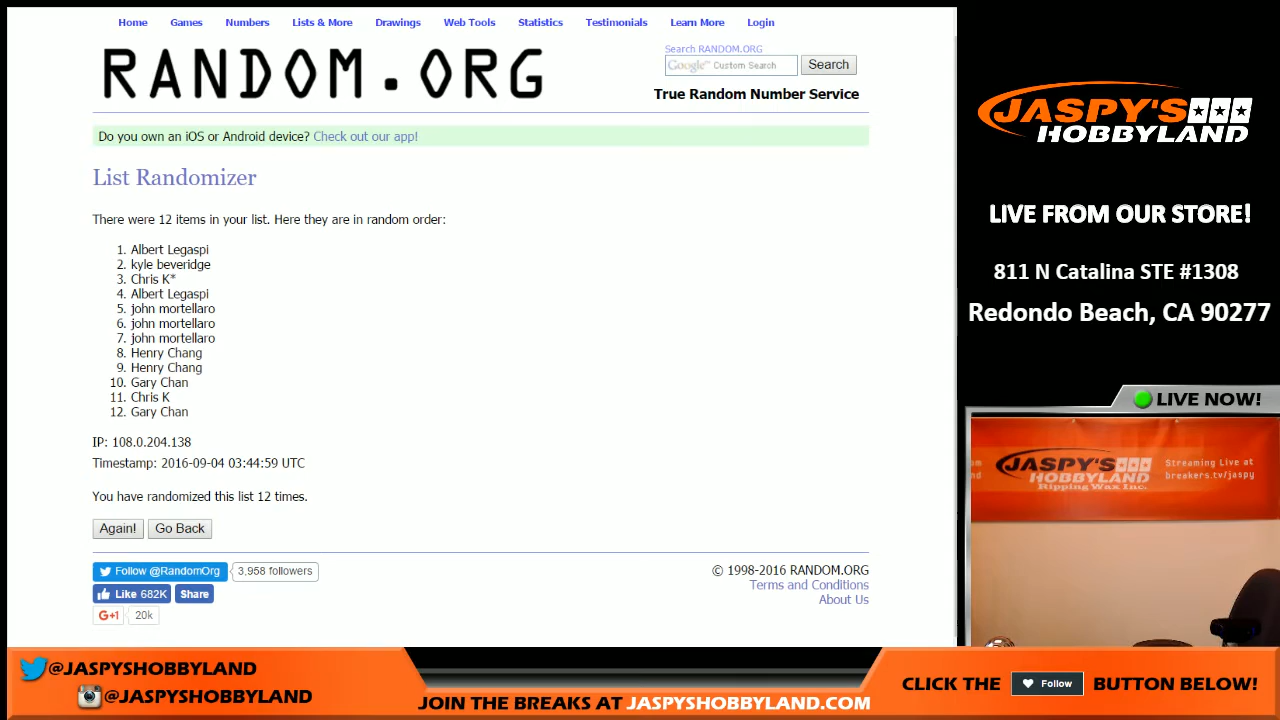 Home Games Numbers Lists & More Drawings Web Tools Statistics Testimonials Learn More Login
RANDOM.ORG
Search RANDOM.ORG
Google™ Custom Search Search
True Random Number Service
Do you own an iOS or Android device? Check out our app!
List Randomizer
There were 12 items in your list. Here they are in random order:
1. Albert Legaspi
2. kyle beveridge
3. Chris K*
4. Albert Legaspi
5. john mortellaro
6. john mortellaro
7. john mortellaro
8. Henry Chang
9. Henry Chang
10. Gary Chan
11. Chris K
12. Gary Chan
IP: 108.0.204.138
Timestamp: 2016-09-04 03:44:59 UTC
You have randomized this list 12 times.
Again! Go Back
Follow @RandomOrg 3,958 followers
Like 682K Share
G+1 20k
© 1998-2016 RANDOM.ORG
Terms and Conditions
About Us
JASPY'S
HOBBYLAND
LIVE FROM OUR STORE!
811 N Catalina STE #1308
Redondo Beach, CA 90277
LIVE NOW!
JASPY'S
HOBBYLAND
Ripping Wax Inc.
Streaming Live at
breakers.tv/jaspy
@JASPYSHOBBYLAND
@JASPYSHOBBYLAND
JOIN THE BREAKS AT JASPYSHOBBYLAND.COM
CLICK THE Follow BUTTON BELOW!